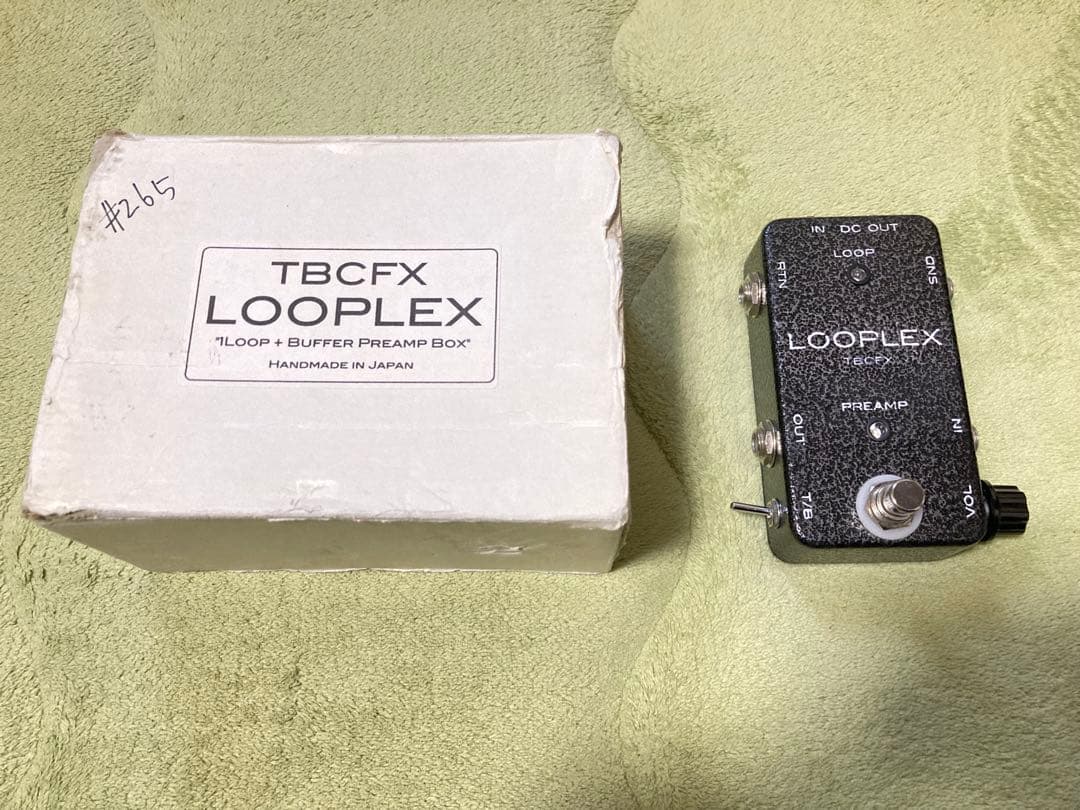 #265
TBCFX
LOOPLEX
"1Loop + Buffer Preamp Box"
Handmade in Japan
IN DC OUT
LOOP
RTN
SND
LOOPLEX
TBCFX
PREAMP
OUT
IN
T/B
VOL